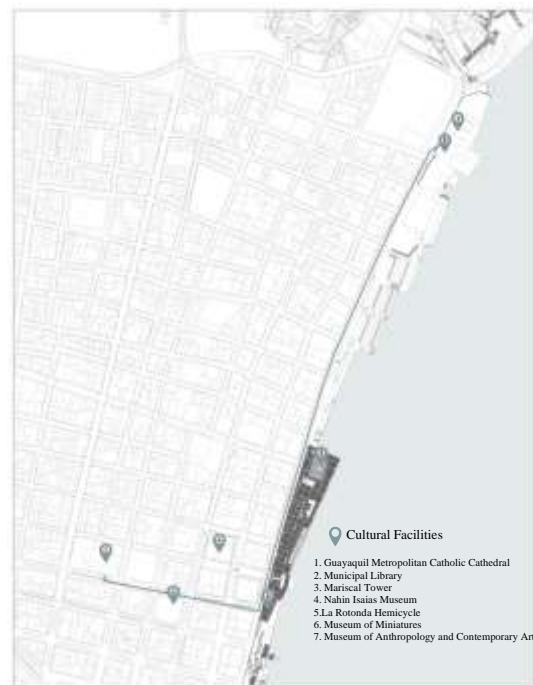 Cultural Facilities
1. Guayaquil Metropolitan Catholic Cathedral
2. Municipal Library
3. Mariscal Tower
4. Nahin Isaias Museum
5.La Rotonda Hemicycle
6. Museum of Miniatures
7. Museum of Anthropology and Contemporary Art